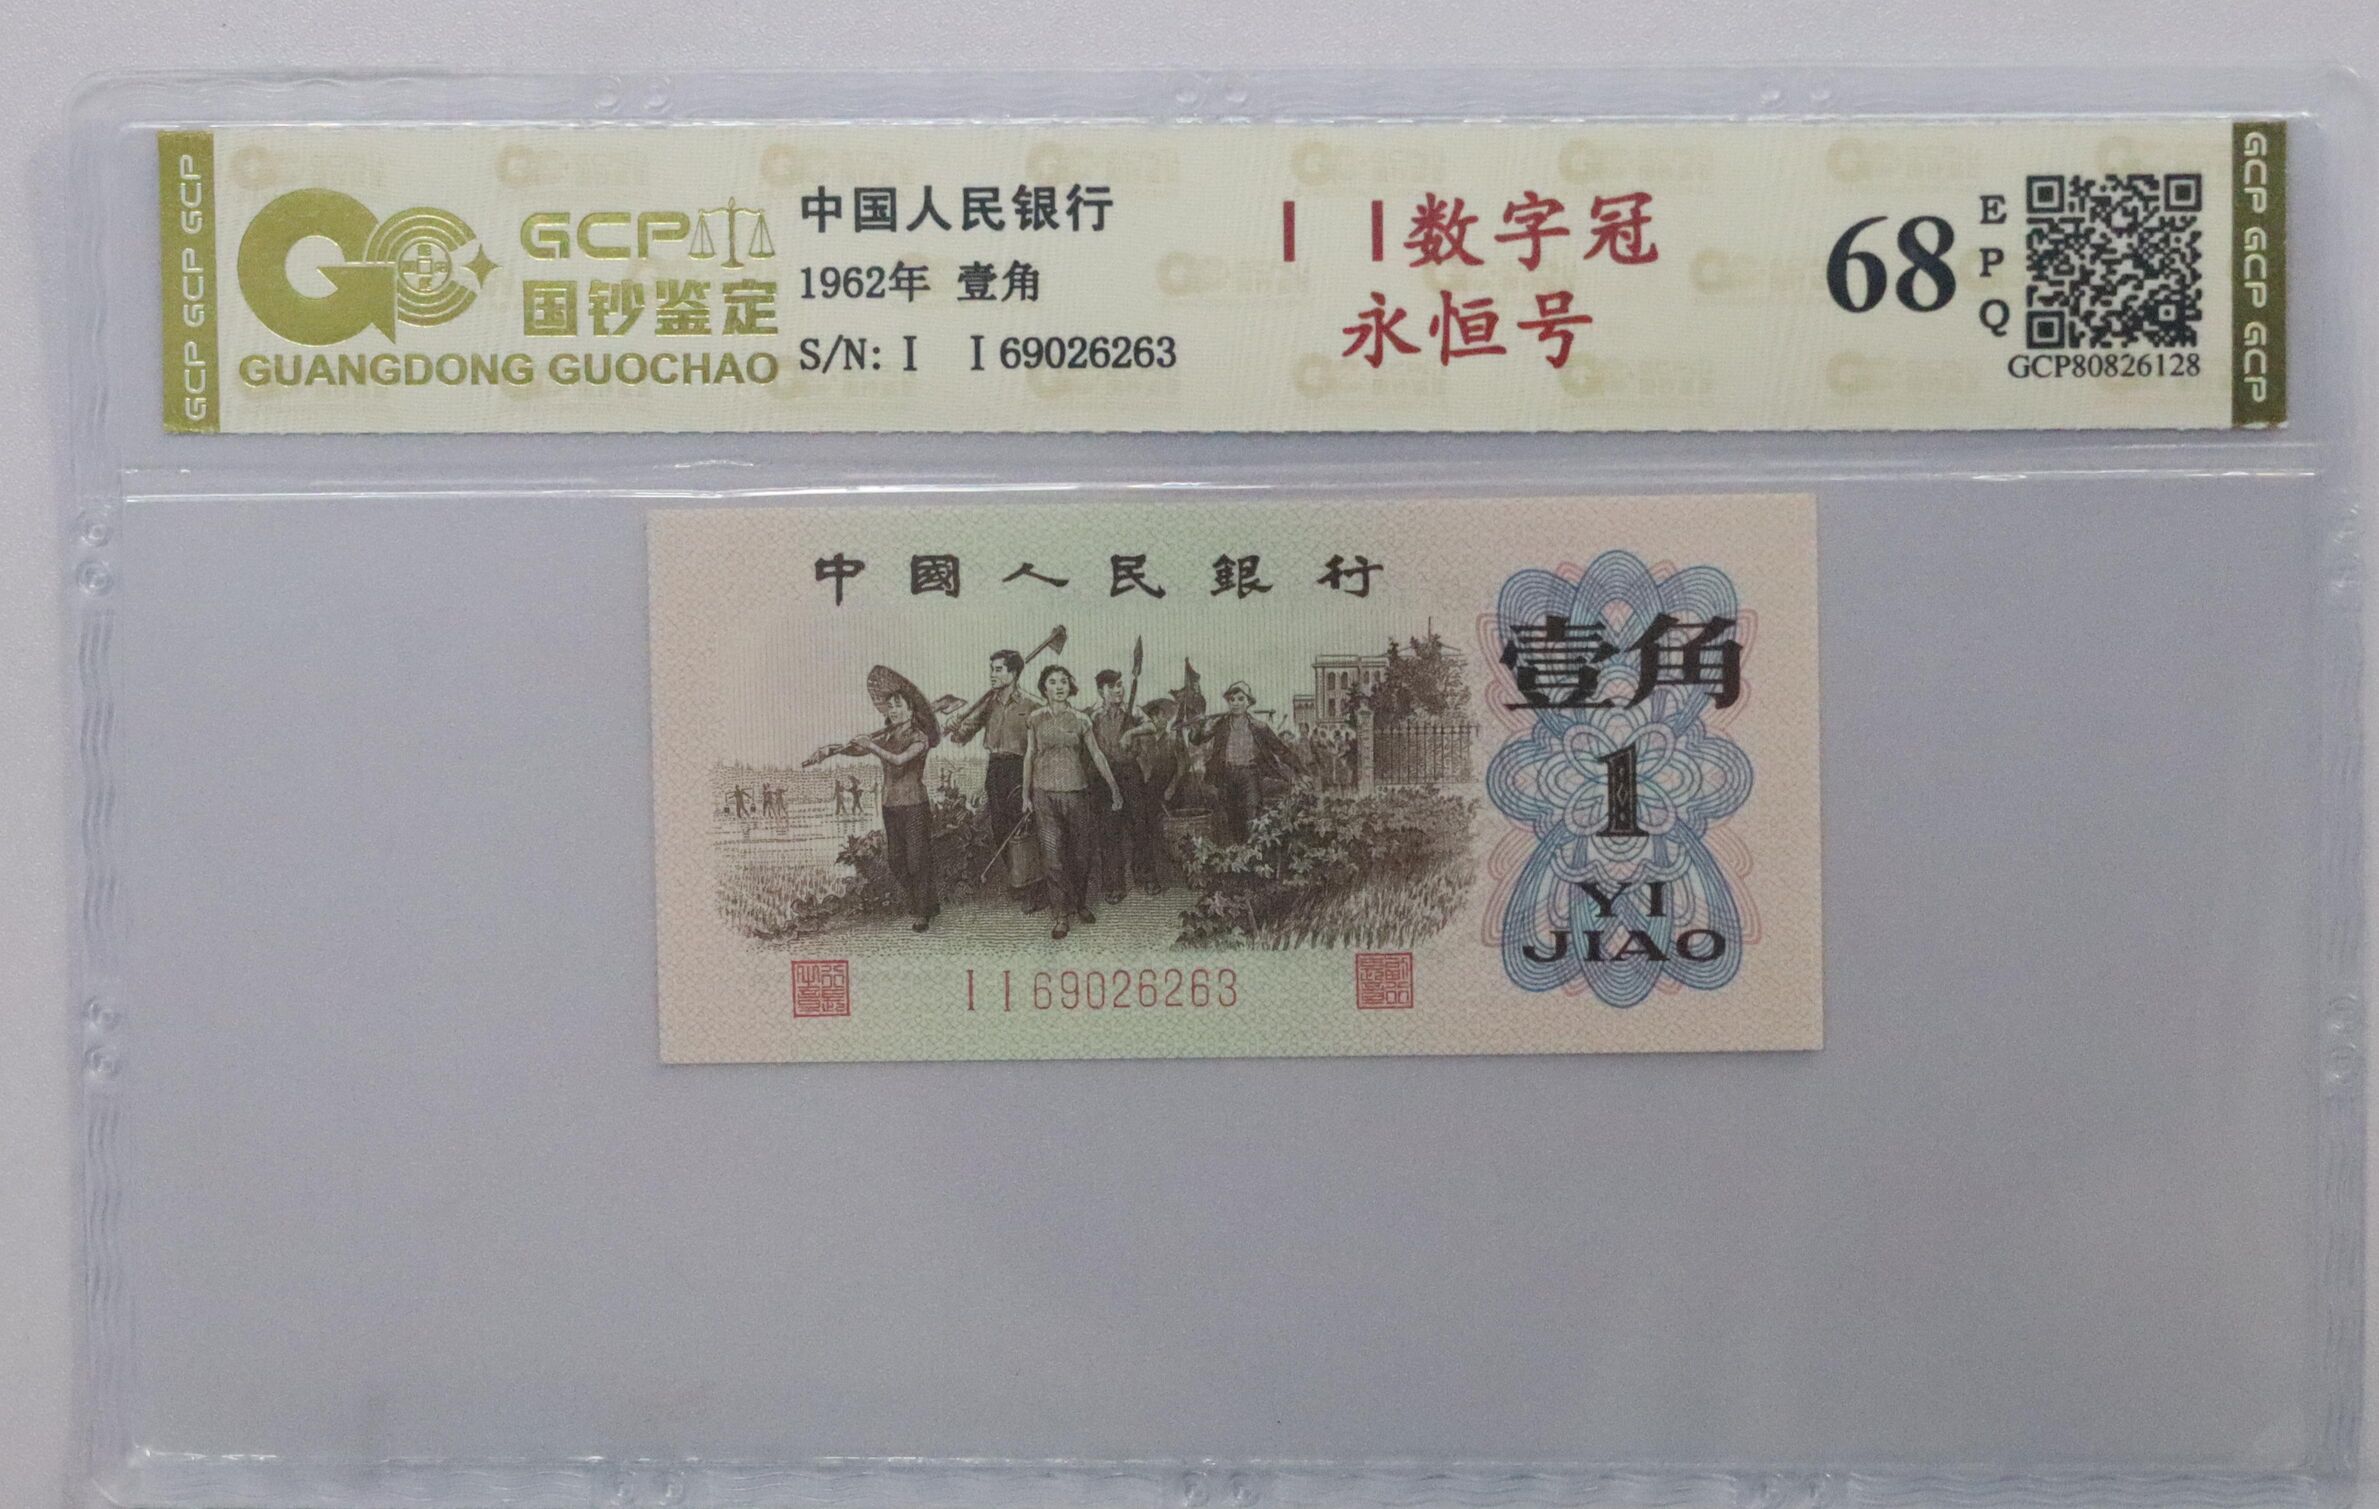 GCP GCP GCP
GCP
国钞鉴定
GUANGDONG GUOCHAO
中国人民银行
1962年 壹角
S/N: I I 69026263
I I数字冠
永恒号
68
E
P
Q
GCP80826128
GCP GCP GCP
中國人民銀行
壹角
1
YI
JIAO
I I 69026263